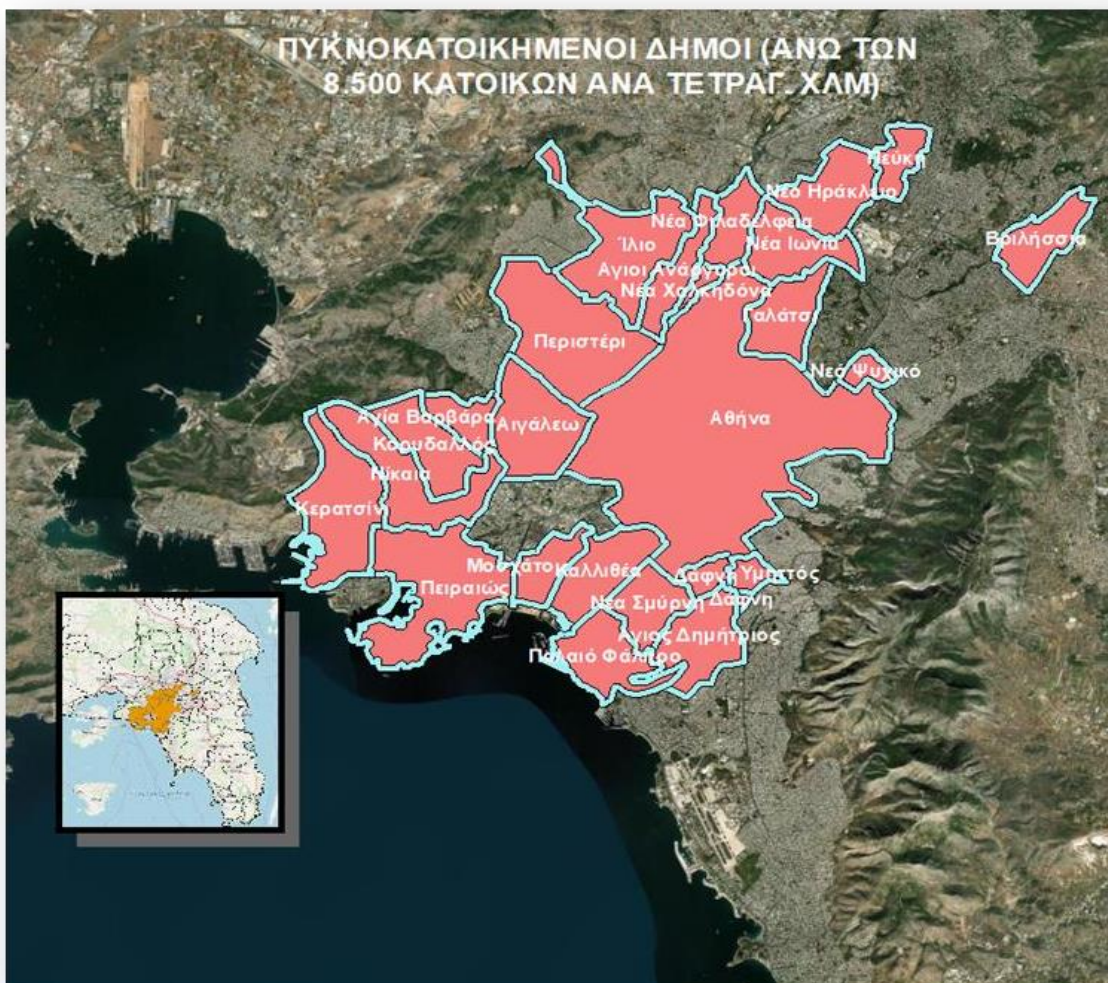 ΠΥΚΝΟΚΑΤΟΙΚΗΜΕΝΟΙ ΔΗΜΟΙ (ΑΝΩ ΤΩΝ
8.500 ΚΑΤΟΙΚΩΝ ΑΝΑ ΤΕΤΡΑΓ. ΧΛΜ)
Πεύκη
Νέο Ηράκλειο
Νέα Φιλαδέλφεια
Βριλήσσια
Ίλιο
Νέα Ιωνία
Άγιοι Ανάργυροι
Νέα Χαλκηδόνα
Γαλάτσι
Περιστέρι
Νεό Ψυχικό
Αγία Βαρβάρα
Αιγάλεω
Αθήνα
Κορυδαλλός
Νίκαια
Κερατσίνι
Μοσχάτο
Καλλιθέα
Δάφνη
Υμηττός
Πειραιώς
Νέα Σμύρνη
Δάφνη
Άγιος Δημήτριος
Παλαιό Φάληρο